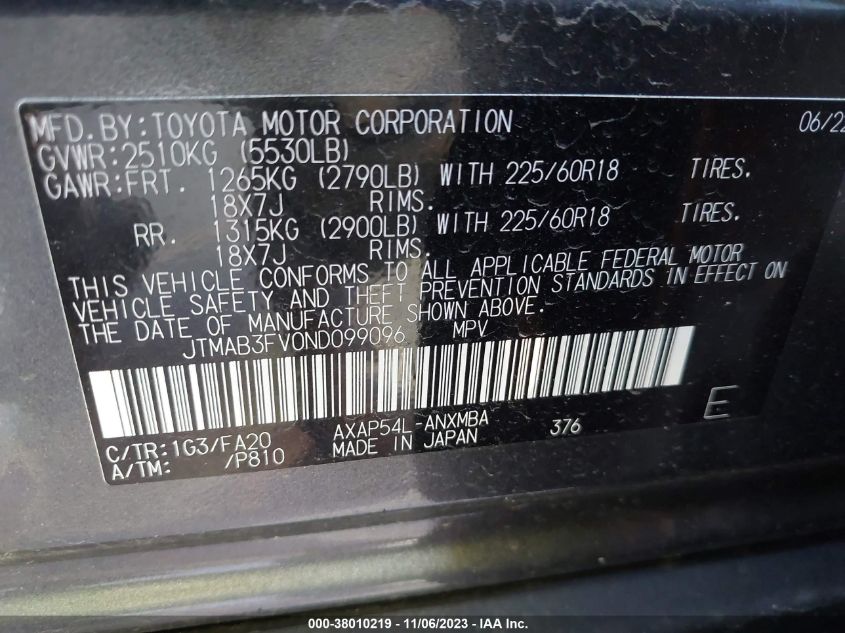 MFD.BY:TOYOTA MOTOR CORPORATION 06/22
GVWR:2510KG (5530LB)
GAWR:FRT. 1265KG (2790LB) WITH 225/60R18 TIRES.
18X7J RIMS.
RR. 1315KG (2900LB) WITH 225/60R18 TIRES.
18X7J RIMS.
THIS VEHICLE CONFORMS TO ALL APPLICABLE FEDERAL MOTOR
VEHICLE SAFETY AND THEFT PREVENTION STANDARDS IN EFFECT ON
THE DATE OF MANUFACTURE SHOWN ABOVE.
JTMAB3FV0ND099096 MPV
E
C/TR:1G3/FA20 AXAP54L-ANXMBA 376
A/TM: /P810 MADE IN JAPAN
000-38010219 - 11/06/2023 - IAA Inc.